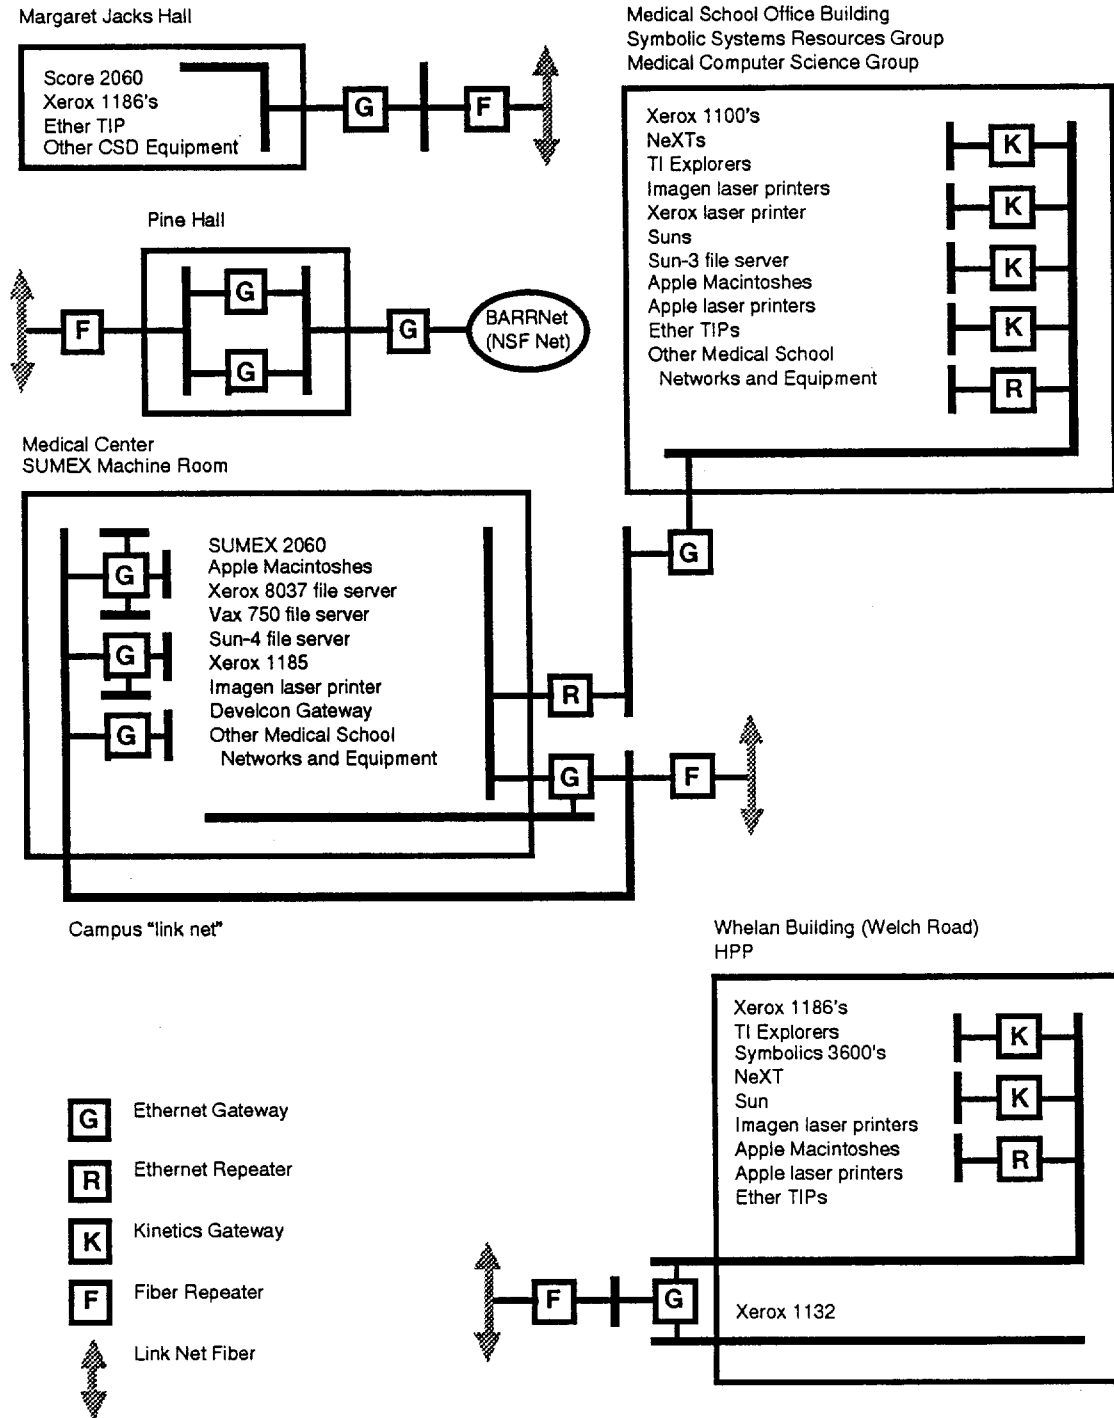 Margaret Jacks Hall
Score 2060
Xerox 1186's
Ether TIP
Other CSD Equipment
G
F
Medical School Office Building
Symbolic Systems Resources Group
Medical Computer Science Group
Xerox 1100's
NeXTs
TI Explorers
Imagen laser printers
Xerox laser printer
Suns
Sun-3 file server
Apple Macintoshes
Apple laser printers
Ether TIPs
Other Medical School
Networks and Equipment
K
K
K
K
R
G
Pine Hall
F
G
G
G
BARRNet
(NSF Net)
Medical Center
SUMEX Machine Room
G
G
G
SUMEX 2060
Apple Macintoshes
Xerox 8037 file server
Vax 750 file server
Sun-4 file server
Xerox 1185
Imagen laser printer
Develcon Gateway
Other Medical School
Networks and Equipment
R
G
F
Campus "link net"
Whelan Building (Welch Road)
HPP
Xerox 1186's
TI Explorers
Symbolics 3600's
NeXT
Sun
Imagen laser printers
Apple Macintoshes
Apple laser printers
Ether TIPs
K
K
R
F
G
Xerox 1132
G Ethernet Gateway
R Ethernet Repeater
K Kinetics Gateway
F Fiber Repeater
Link Net Fiber